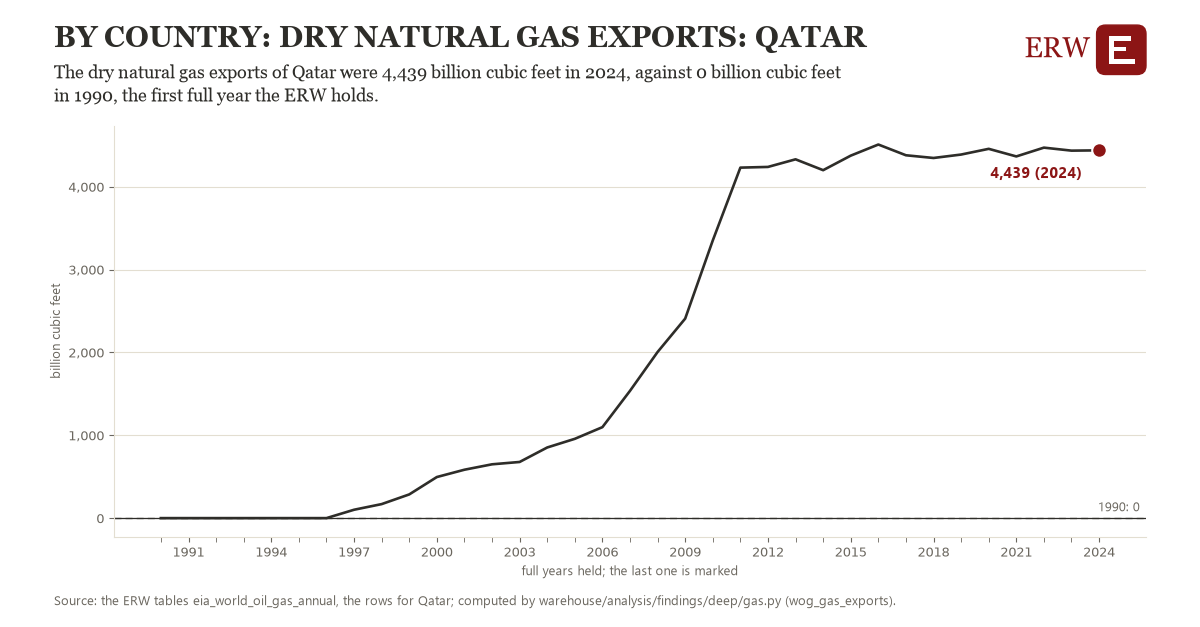 BY COUNTRY: DRY NATURAL GAS EXPORTS: QATAR
The dry natural gas exports of Qatar were 4,439 billion cubic feet in 2024, against 0 billion cubic feet
in 1990, the first full year the ERW holds.
ERW E
4,439 (2024)
4,000
3,000
2,000
1,000
0
billion cubic feet
1990: 0
1991 1994 1997 2000 2003 2006 2009 2012 2015 2018 2021 2024
full years held; the last one is marked
Source: the ERW tables eia_world_oil_gas_annual, the rows for Qatar; computed by warehouse/analysis/findings/deep/gas.py (wog_gas_exports).